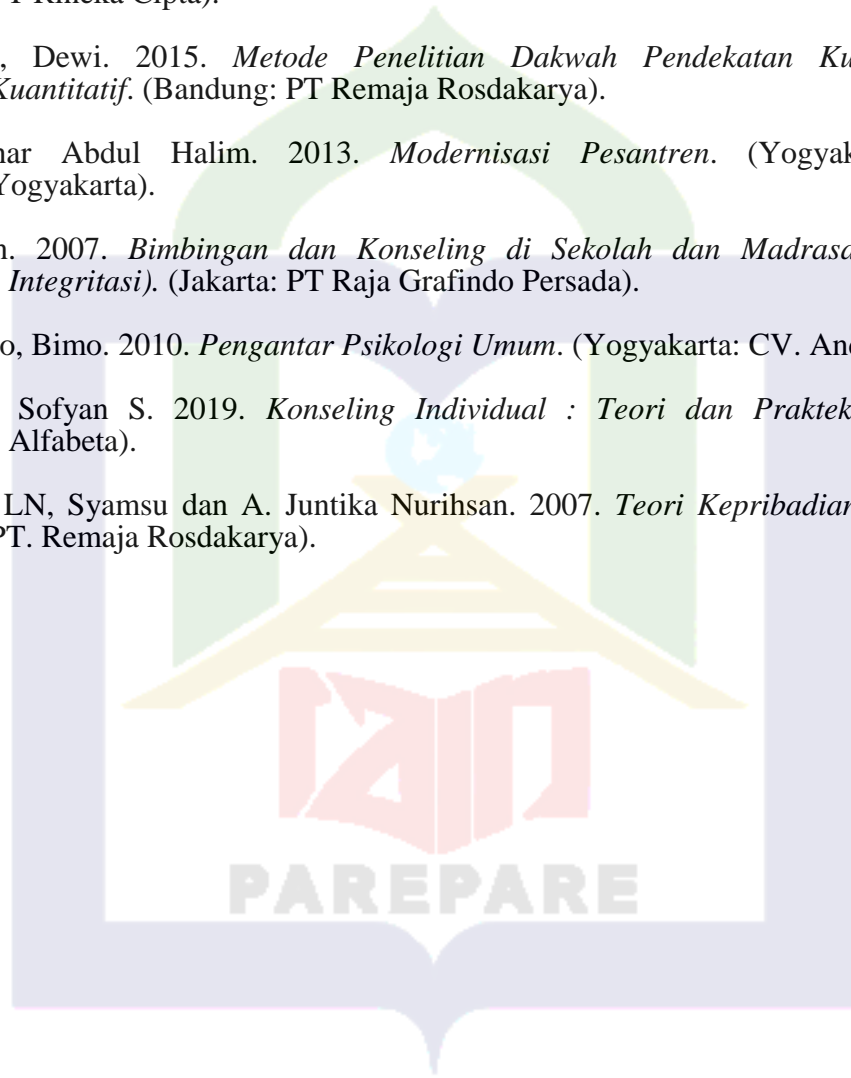 T Rineka Cipta).
, Dewi. 2015. Metode Penelitian Dakwah Pendekatan Ku
Kuantitatif. (Bandung: PT Remaja Rosdakarya).
nar Abdul Halim. 2013. Modernisasi Pesantren. (Yogyak
Yogyakarta).
n. 2007. Bimbingan dan Konseling di Sekolah dan Madrasa
Integritasi). (Jakarta: PT Raja Grafindo Persada).
o, Bimo. 2010. Pengantar Psikologi Umum. (Yogyakarta: CV. And
Sofyan S. 2019. Konseling Individual : Teori dan Praktek
Alfabeta).
LN, Syamsu dan A. Juntika Nurihsan. 2007. Teori Kepribadian
PT. Remaja Rosdakarya).
iain
PAREPARE